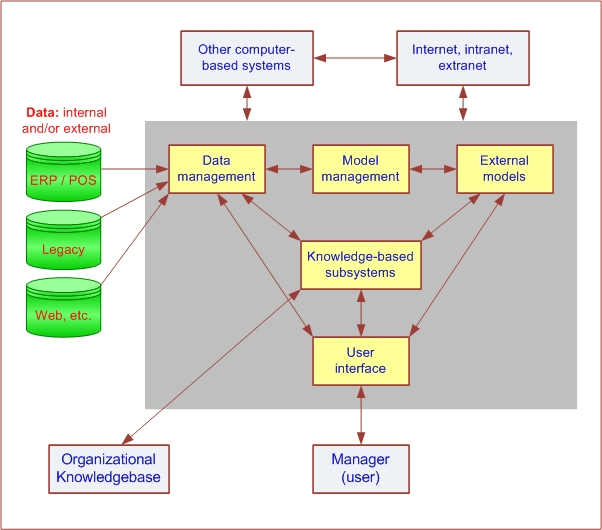 Other computer-
based systems
Internet, intranet,
extranet
Data: internal
and/or external
ERP / POS
Legacy
Web, etc.
Data
management
Model
management
External
models
Knowledge-based
subsystems
User
interface
Organizational
Knowledgebase
Manager
(user)